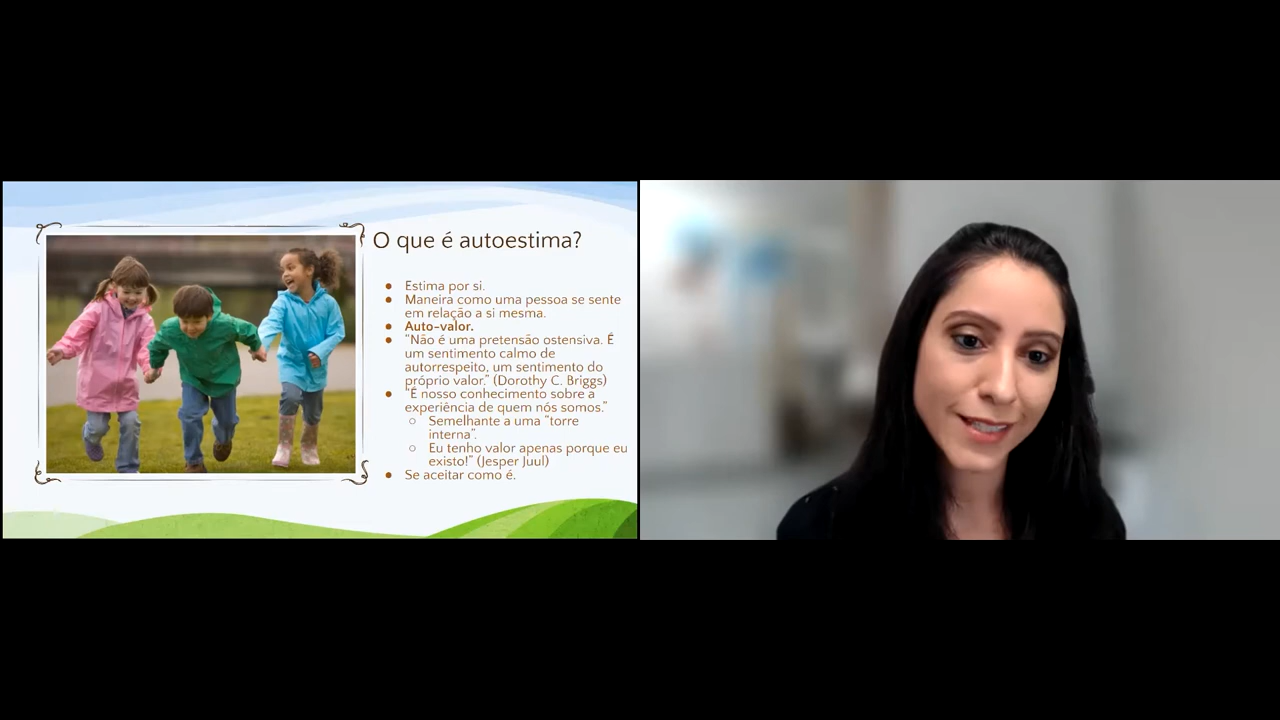 O que é autoestima?
● Estima por si.
● Maneira como uma pessoa se sente
em relação a si mesma.
● Auto-valor.
● “Não é uma pretensão ostensiva. É
um sentimento calmo de
autorrespeito, um sentimento do
próprio valor.” (Dorothy C. Briggs)
● “É nosso conhecimento sobre a
experiência de quem nós somos.”
○ Semelhante a uma “torre
interna”.
○ Eu tenho valor apenas porque eu
existo!” (Jesper Juul)
● Se aceitar como é.